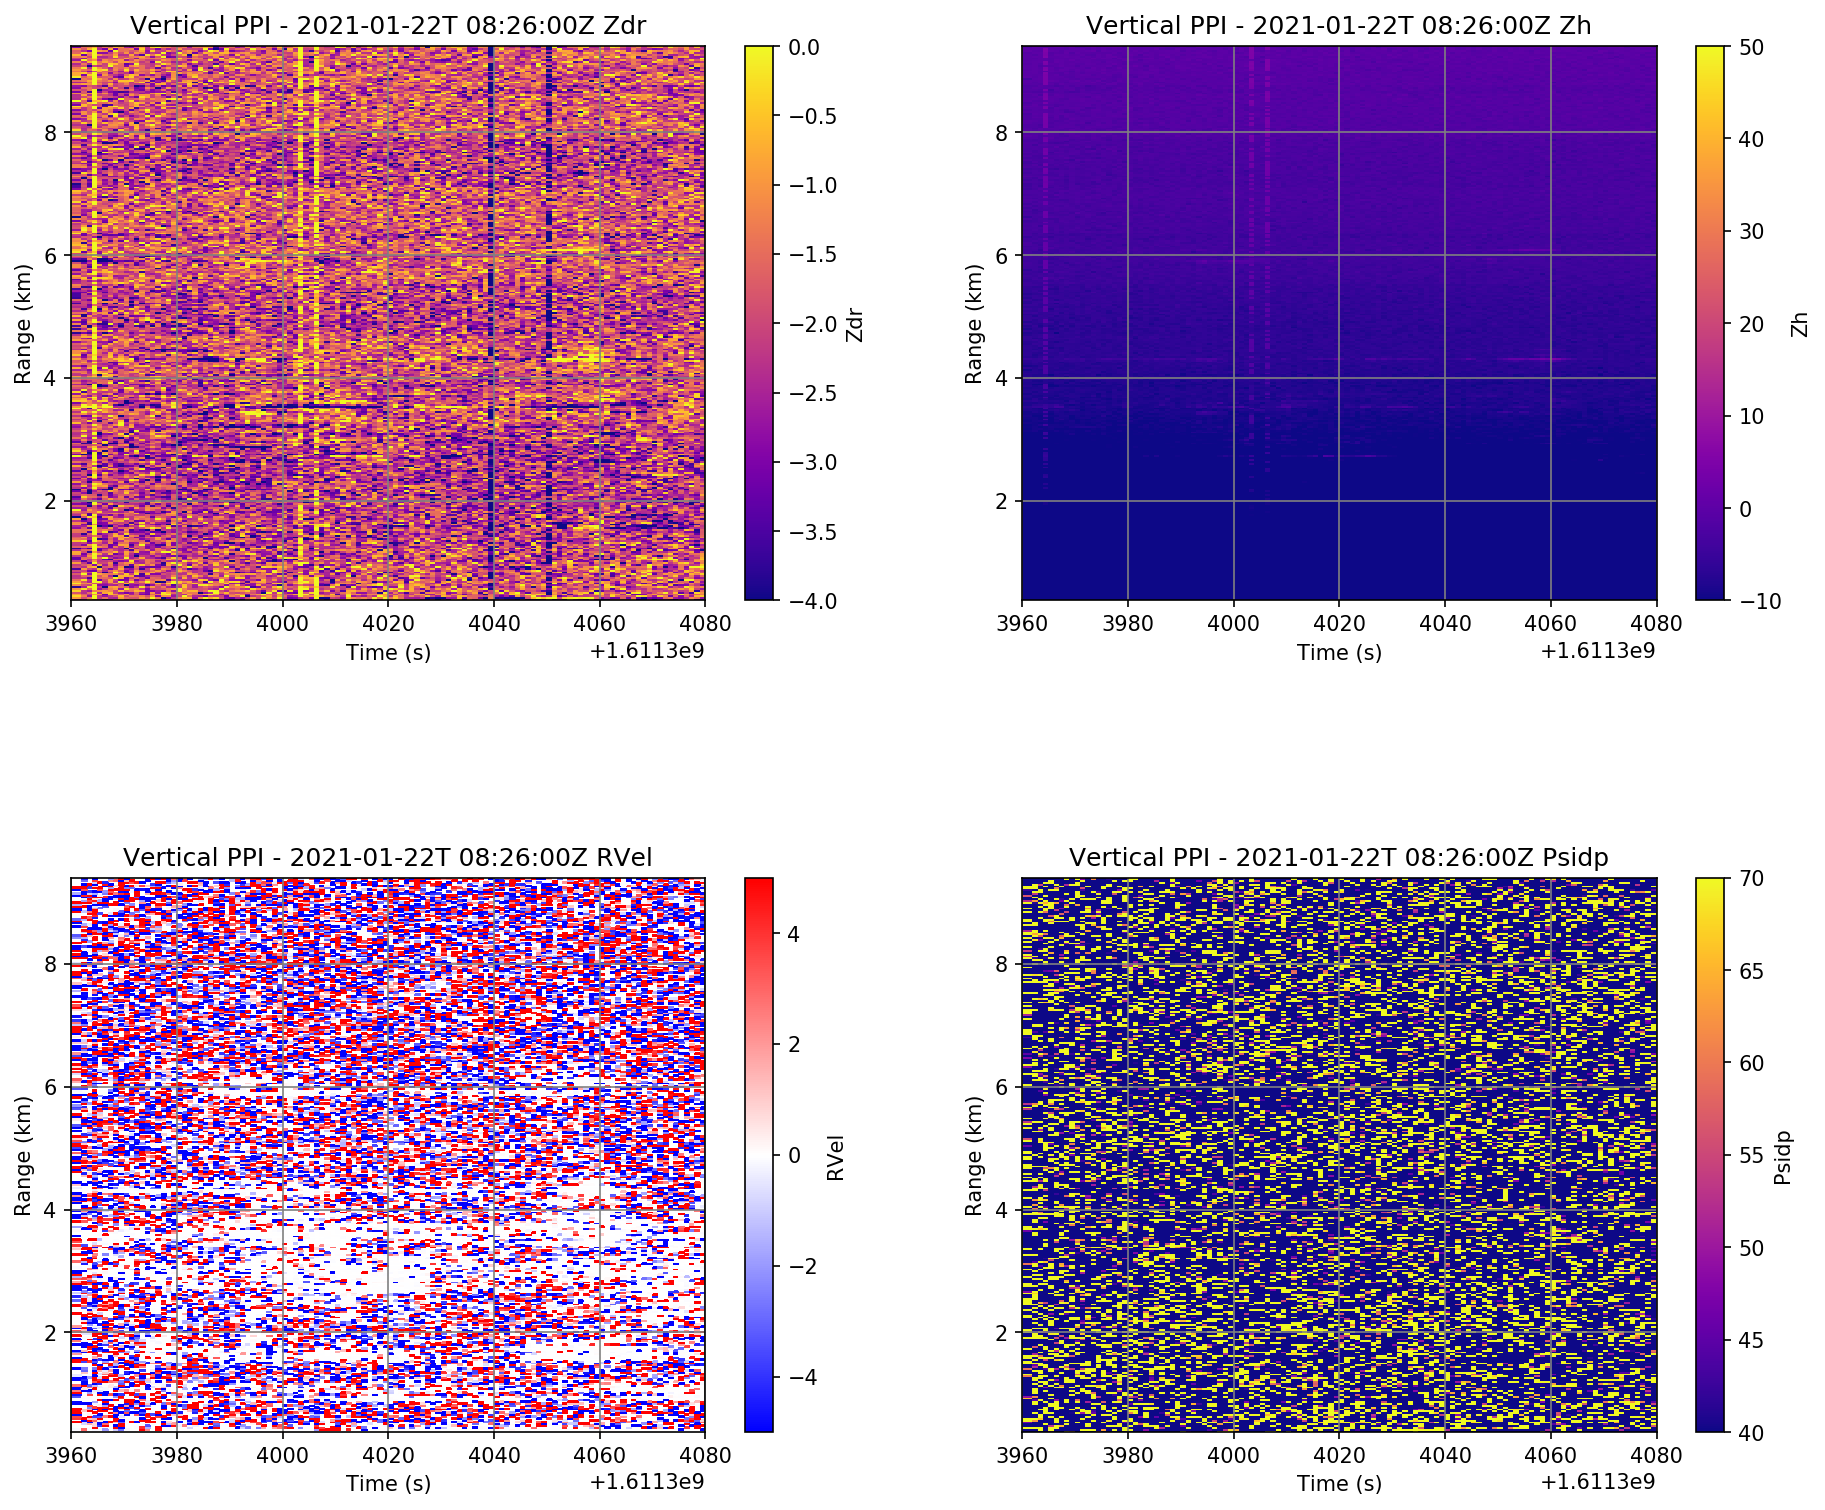 Vertical PPI - 2021-01-22T 08:26:00Z Zdr
Range (km)
8
6
4
2
3960 3980 4000 4020 4040 4060 4080
Time (s)
+1.6113e9
0.0
−0.5
−1.0
−1.5
−2.0
−2.5
−3.0
−3.5
−4.0
Zdr
Vertical PPI - 2021-01-22T 08:26:00Z Zh
Range (km)
8
6
4
2
3960 3980 4000 4020 4040 4060 4080
Time (s)
+1.6113e9
50
40
30
20
10
0
−10
Zh
Vertical PPI - 2021-01-22T 08:26:00Z RVel
Range (km)
8
6
4
2
3960 3980 4000 4020 4040 4060 4080
Time (s)
+1.6113e9
4
2
0
−2
−4
RVel
Vertical PPI - 2021-01-22T 08:26:00Z Psidp
Range (km)
8
6
4
2
3960 3980 4000 4020 4040 4060 4080
Time (s)
+1.6113e9
70
65
60
55
50
45
40
Psidp